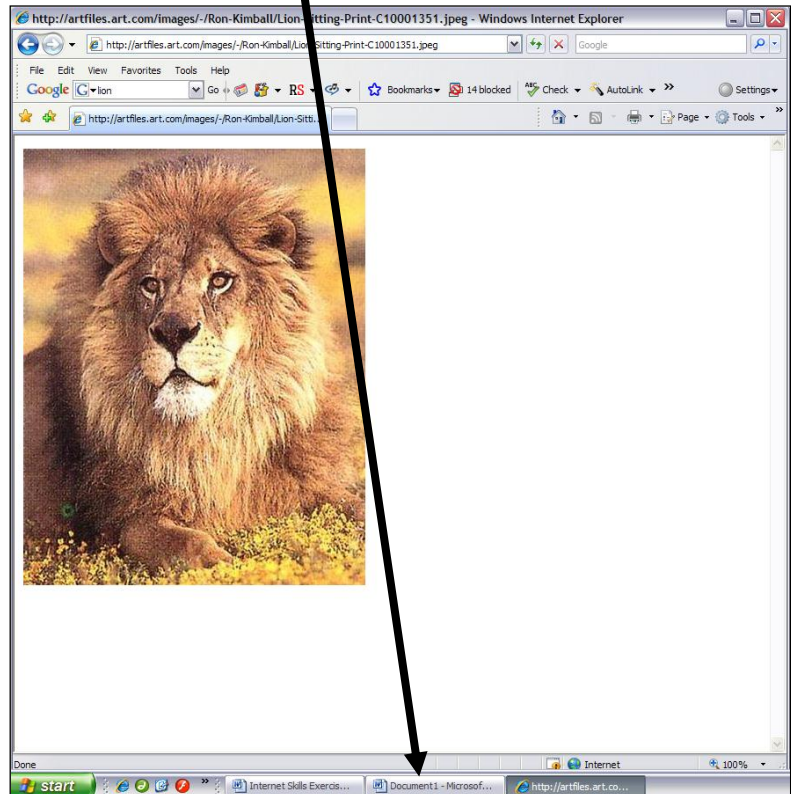 http://artfiles.art.com/images/-/Ron-Kimball/Lion-Sitting-Print-C10001351.jpeg - Windows Internet Explorer
http://artfiles.art.com/images/-/Ron-Kimball/Lion-Sitting-Print-C10001351.jpeg Google
File Edit View Favorites Tools Help
Google G lion Go RS Bookmarks 14 blocked ABC Check AutoLink » Settings
http://artfiles.art.com/images/-/Ron-Kimball/Lion-Sitti... Page Tools »
Done Internet 100%
start » Internet Skills Exercis... Document1 - Microsof... http://artfiles.art.co...